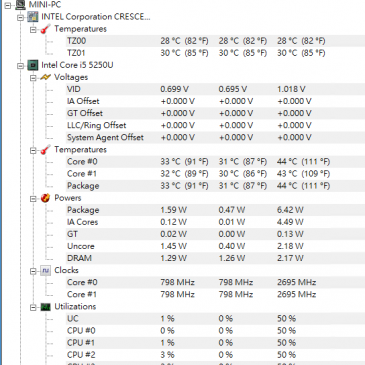 MINI-PC
INTEL Corporation CRESCE...
Temperatures
TZ00 28 °C (82 °F) 28 °C (82 °F) 28 °C (82 °F)
TZ01 30 °C (85 °F) 30 °C (85 °F) 30 °C (85 °F)
Intel Core i5 5250U
Voltages
VID 0.699 V 0.695 V 1.018 V
IA Offset +0.000 V +0.000 V +0.000 V
GT Offset +0.000 V +0.000 V +0.000 V
LLC/Ring Offset +0.000 V +0.000 V +0.000 V
System Agent Offset +0.000 V +0.000 V +0.000 V
Temperatures
Core #0 33 °C (91 °F) 31 °C (87 °F) 44 °C (111 °F)
Core #1 32 °C (89 °F) 30 °C (86 °F) 43 °C (109 °F)
Package 33 °C (91 °F) 31 °C (87 °F) 44 °C (111 °F)
Powers
Package 1.59 W 0.47 W 6.42 W
IA Cores 0.12 W 0.01 W 4.49 W
GT 0.02 W 0.00 W 0.13 W
Uncore 1.45 W 0.40 W 2.18 W
DRAM 1.29 W 1.26 W 2.17 W
Clocks
Core #0 798 MHz 798 MHz 2695 MHz
Core #1 798 MHz 798 MHz 2695 MHz
Utilizations
UC 1 % 0 % 50 %
CPU #0 0 % 0 % 50 %
CPU #1 1 % 0 % 50 %
CPU #2 3 % 0 % 50 %